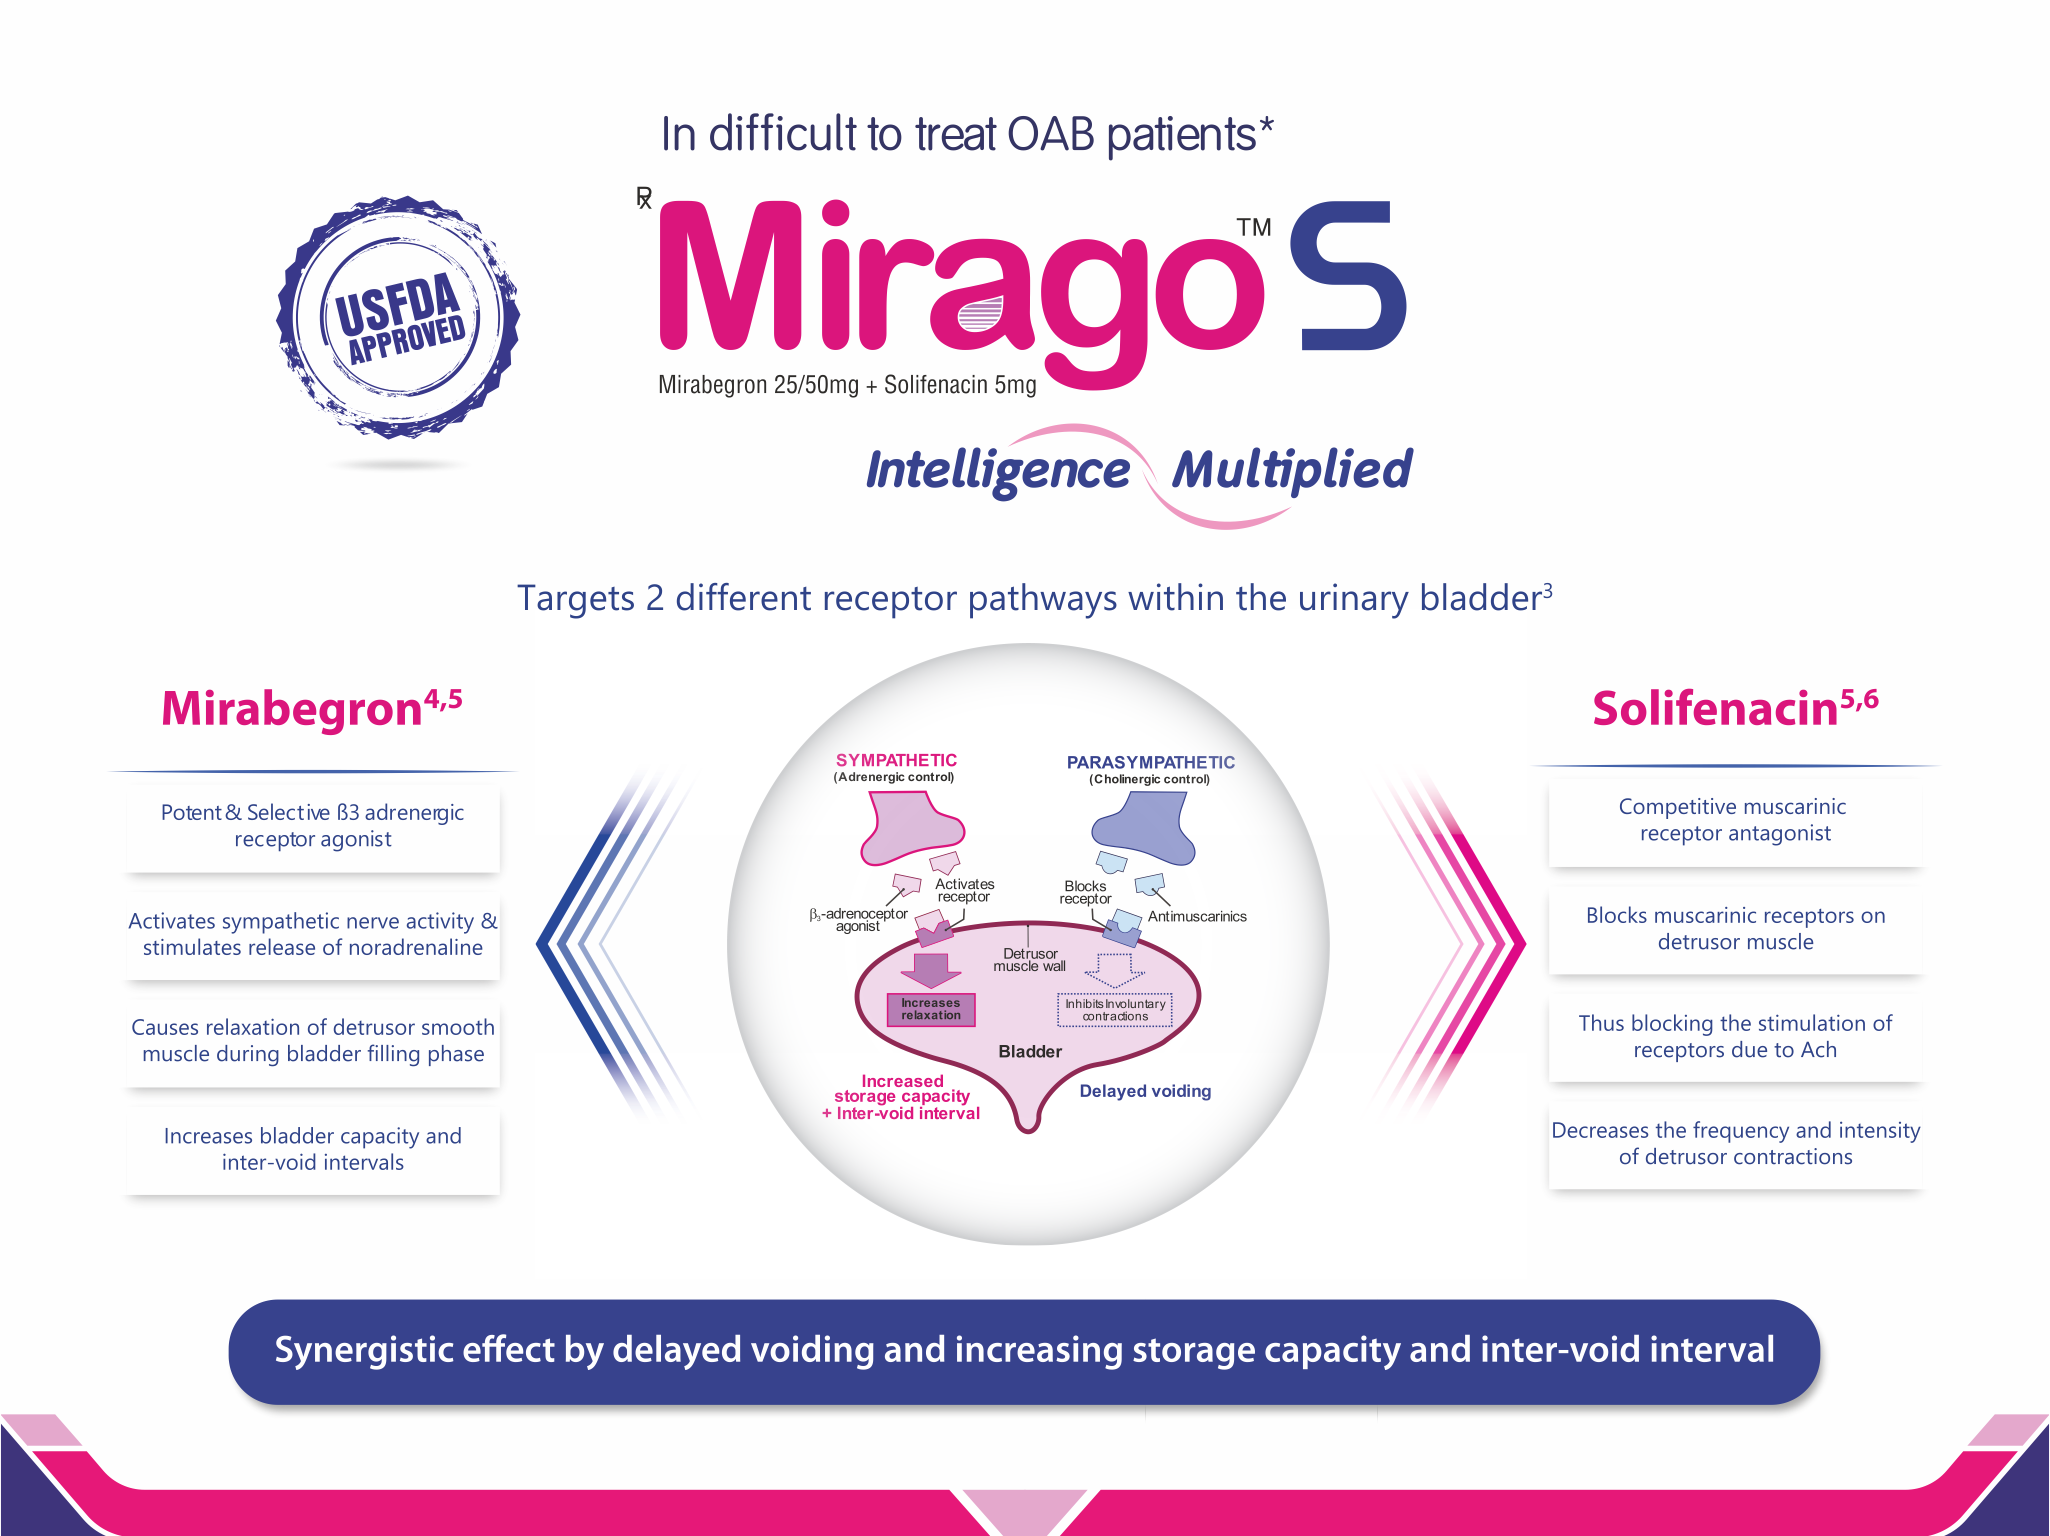 In difficult to treat OAB patients*
℞
Mirago™ S
USFDA
APPROVED
Mirabegron 25/50mg + Solifenacin 5mg
Intelligence Multiplied
Targets 2 different receptor pathways within the urinary bladder³
Mirabegron⁴,⁵
Potent & Selective ß3 adrenergic
receptor agonist
Activates sympathetic nerve activity &
stimulates release of noradrenaline
Causes relaxation of detrusor smooth
muscle during bladder filling phase
Increases bladder capacity and
inter-void intervals
SYMPATHETIC
(Adrenergic control)
PARASYMPATHETIC
(Cholinergic control)
Activates
receptor
β₃-adrenoceptor
agonist
Blocks
receptor
Antimuscarinics
Detrusor
muscle wall
Increases
relaxation
Inhibits Involuntary
contractions
Bladder
Increased
storage capacity
+ Inter-void interval
Delayed voiding
Solifenacin⁵,⁶
Competitive muscarinic
receptor antagonist
Blocks muscarinic receptors on
detrusor muscle
Thus blocking the stimulation of
receptors due to Ach
Decreases the frequency and intensity
of detrusor contractions
Synergistic effect by delayed voiding and increasing storage capacity and inter-void interval